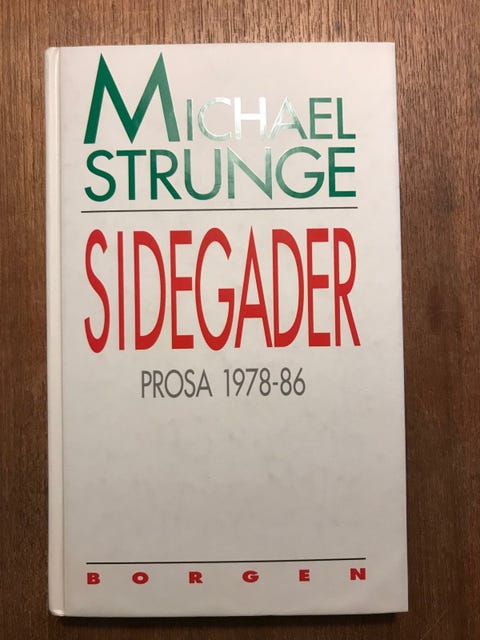 MICHAEL
STRUNGE
SIDEGADER
PROSA 1978-86
BORGEN